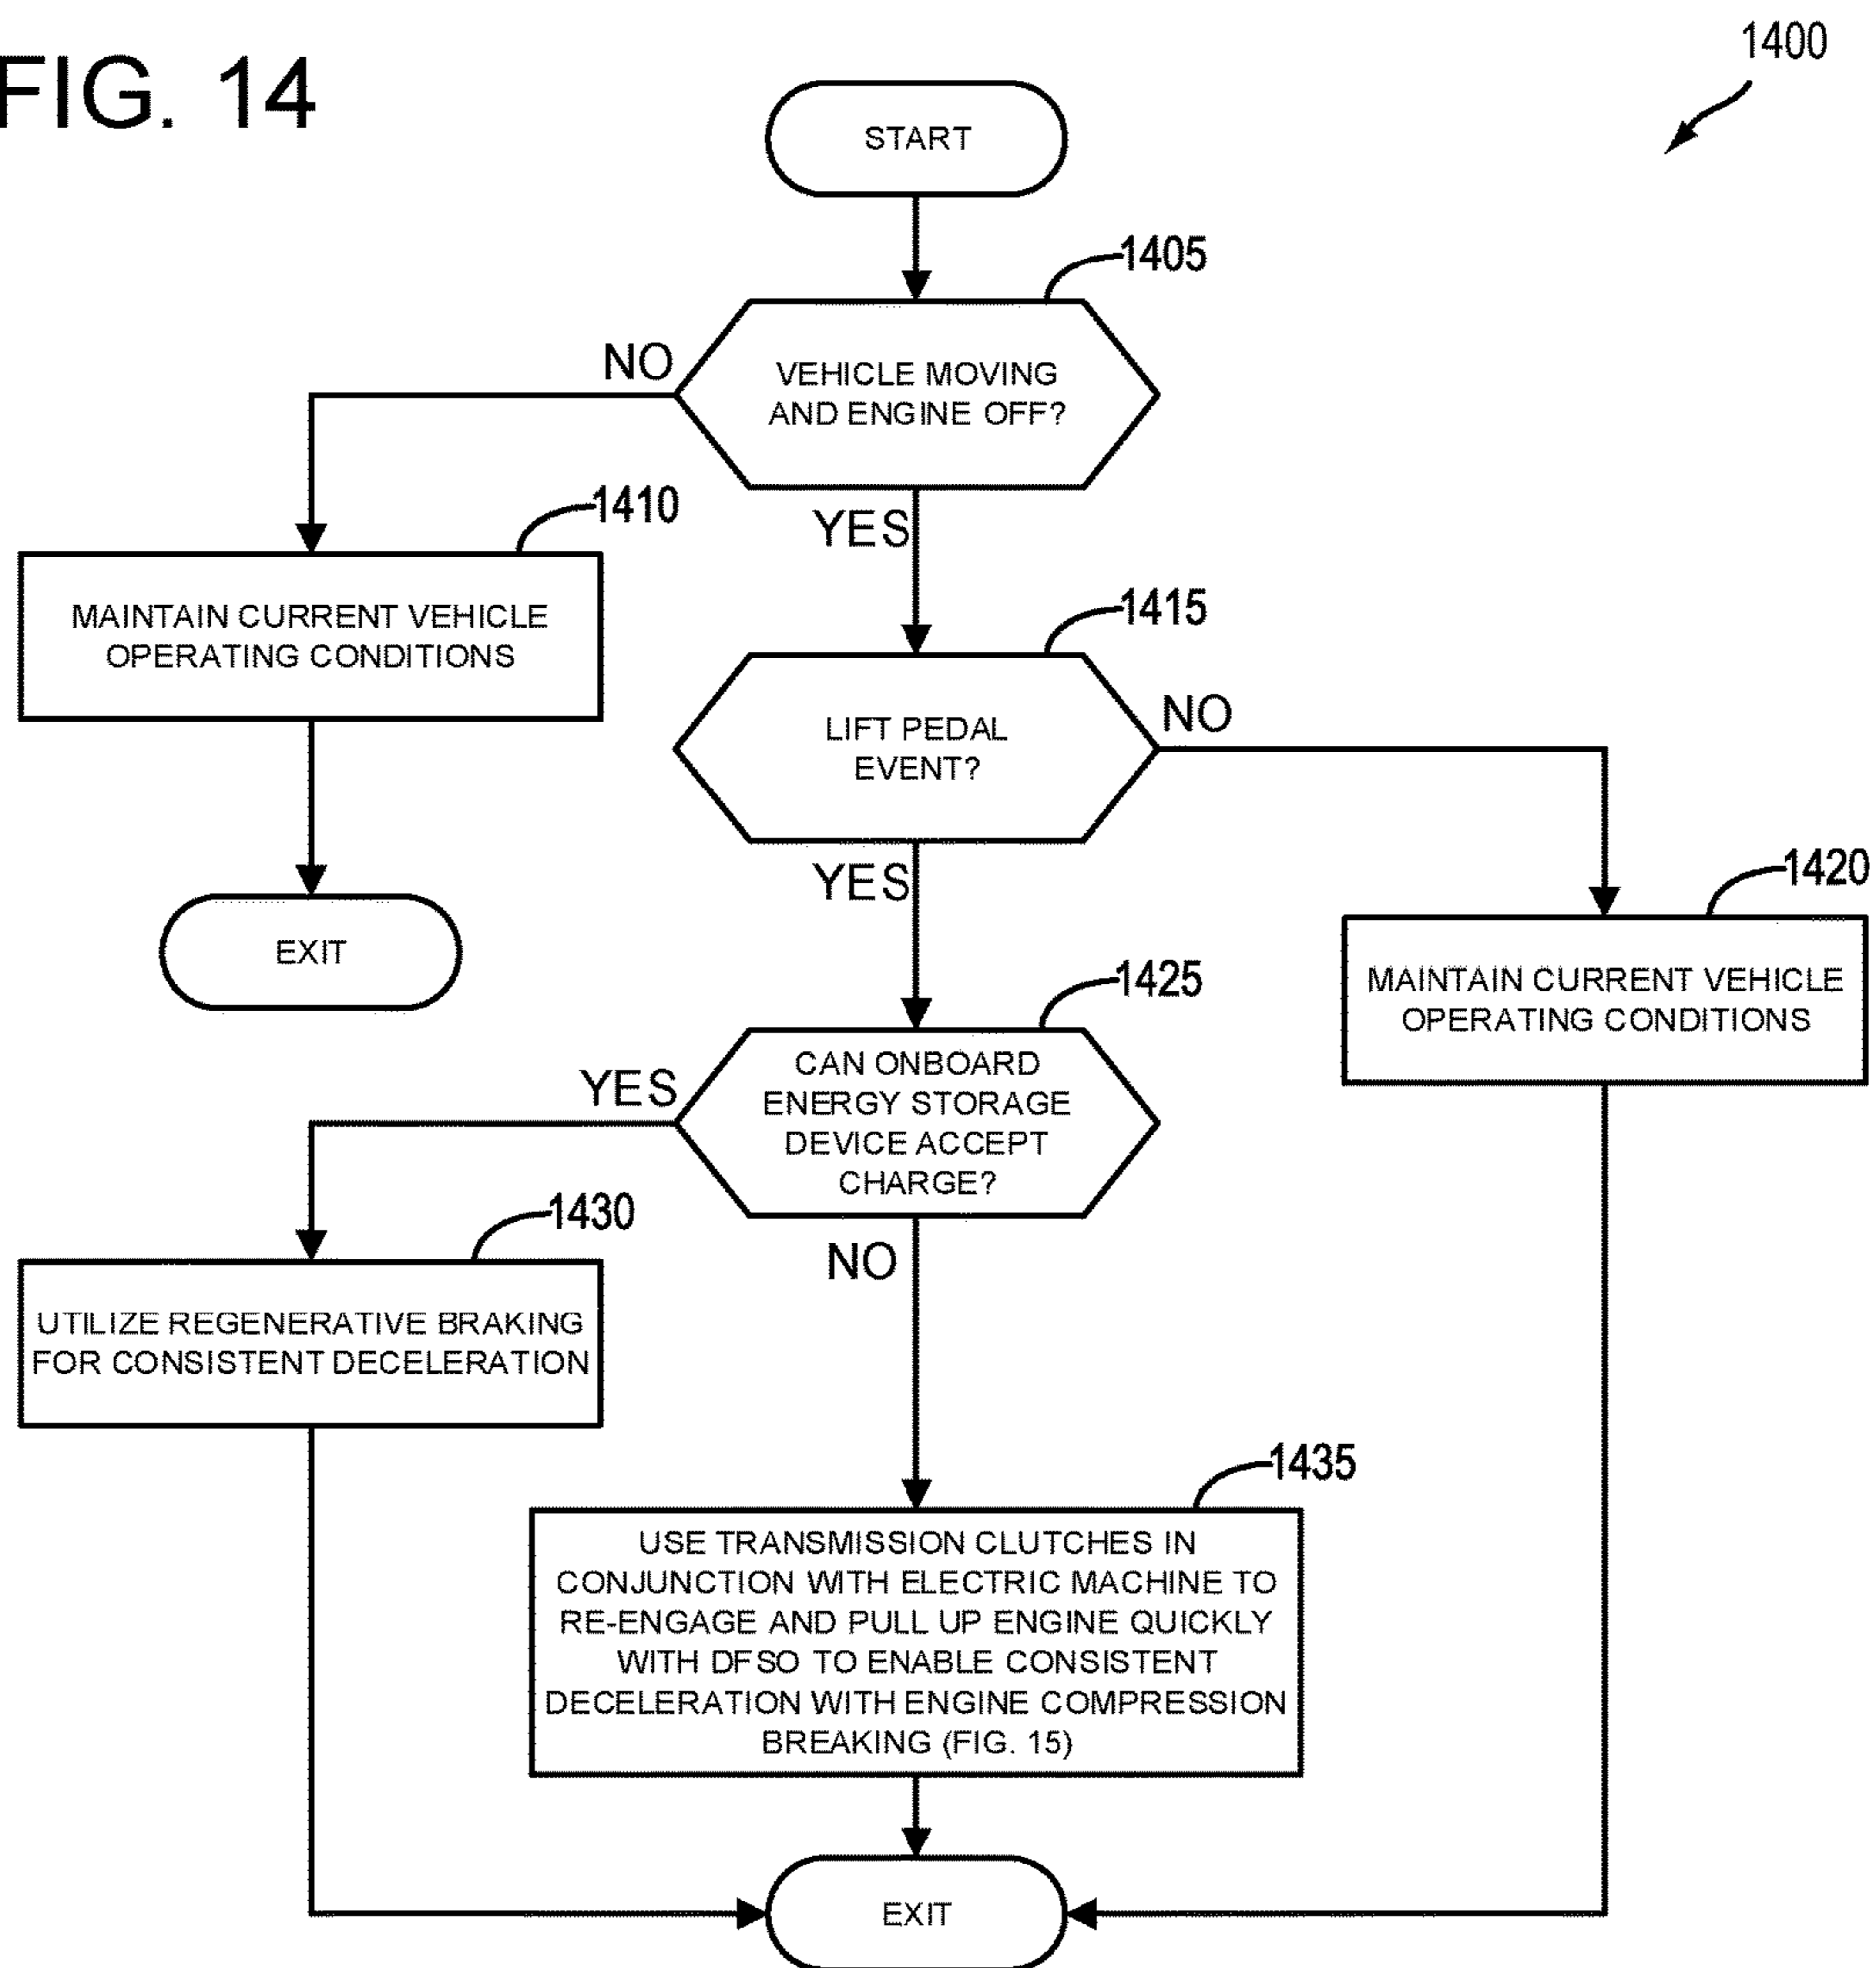 FIG. 14
1400
START
1405
VEHICLE MOVING
AND ENGINE OFF?
NO
YES
1410
MAINTAIN CURRENT VEHICLE
OPERATING CONDITIONS
EXIT
1415
LIFT PEDAL
EVENT?
NO
YES
1420
MAINTAIN CURRENT VEHICLE
OPERATING CONDITIONS
1425
CAN ONBOARD
ENERGY STORAGE
DEVICE ACCEPT
CHARGE?
YES
NO
1430
UTILIZE REGENERATIVE BRAKING
FOR CONSISTENT DECELERATION
1435
USE TRANSMISSION CLUTCHES IN
CONJUNCTION WITH ELECTRIC MACHINE TO
RE-ENGAGE AND PULL UP ENGINE QUICKLY
WITH DFSO TO ENABLE CONSISTENT
DECELERATION WITH ENGINE COMPRESSION
BREAKING (FIG. 15)
EXIT